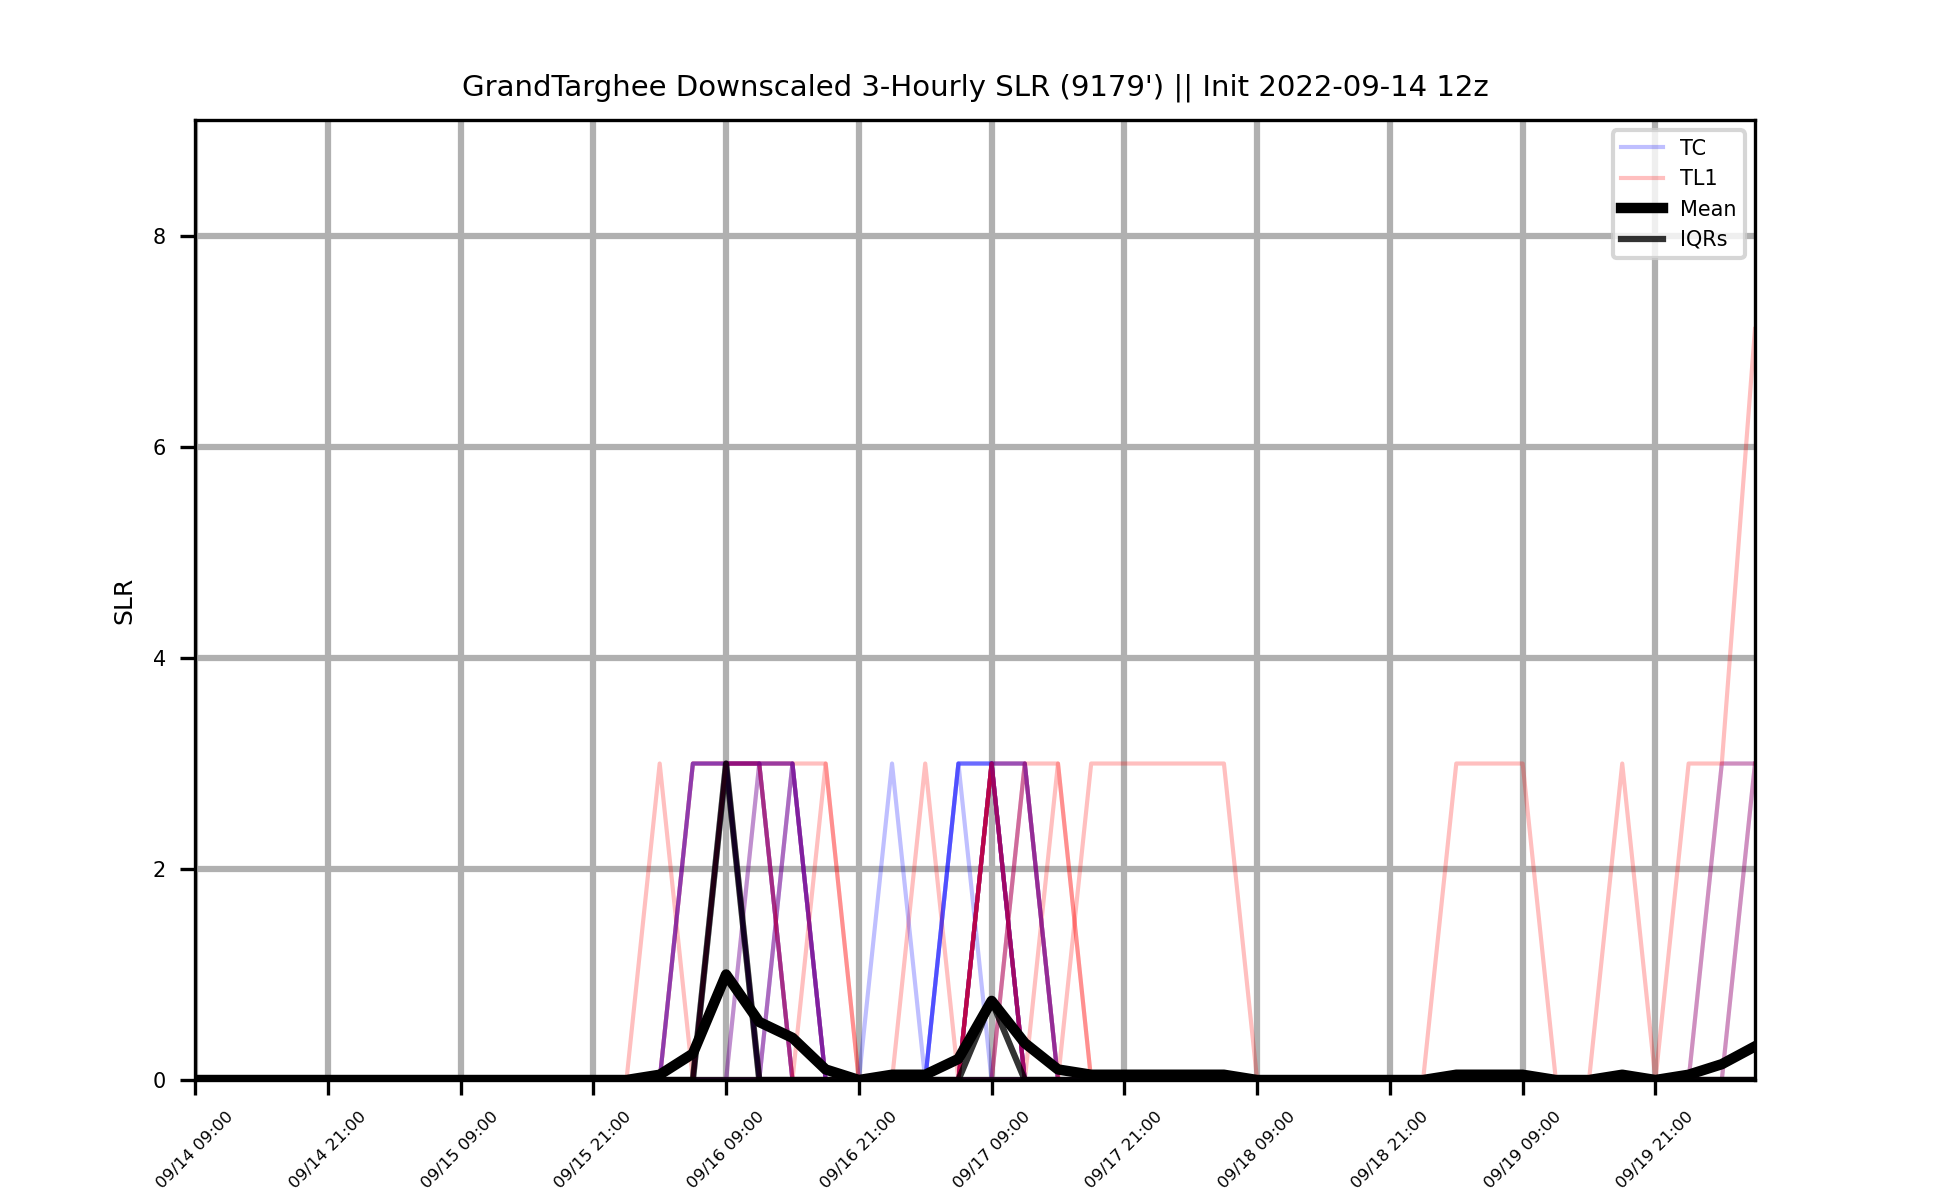 GrandTarghee Downscaled 3-Hourly SLR (9179') || Init 2022-09-14 12z
TC
TL1
Mean
IQRs
8
6
4
2
0
SLR
09/14 09:00
09/14 21:00
09/15 09:00
09/15 21:00
09/16 09:00
09/16 21:00
09/17 09:00
09/17 21:00
09/18 09:00
09/18 21:00
09/19 09:00
09/19 21:00